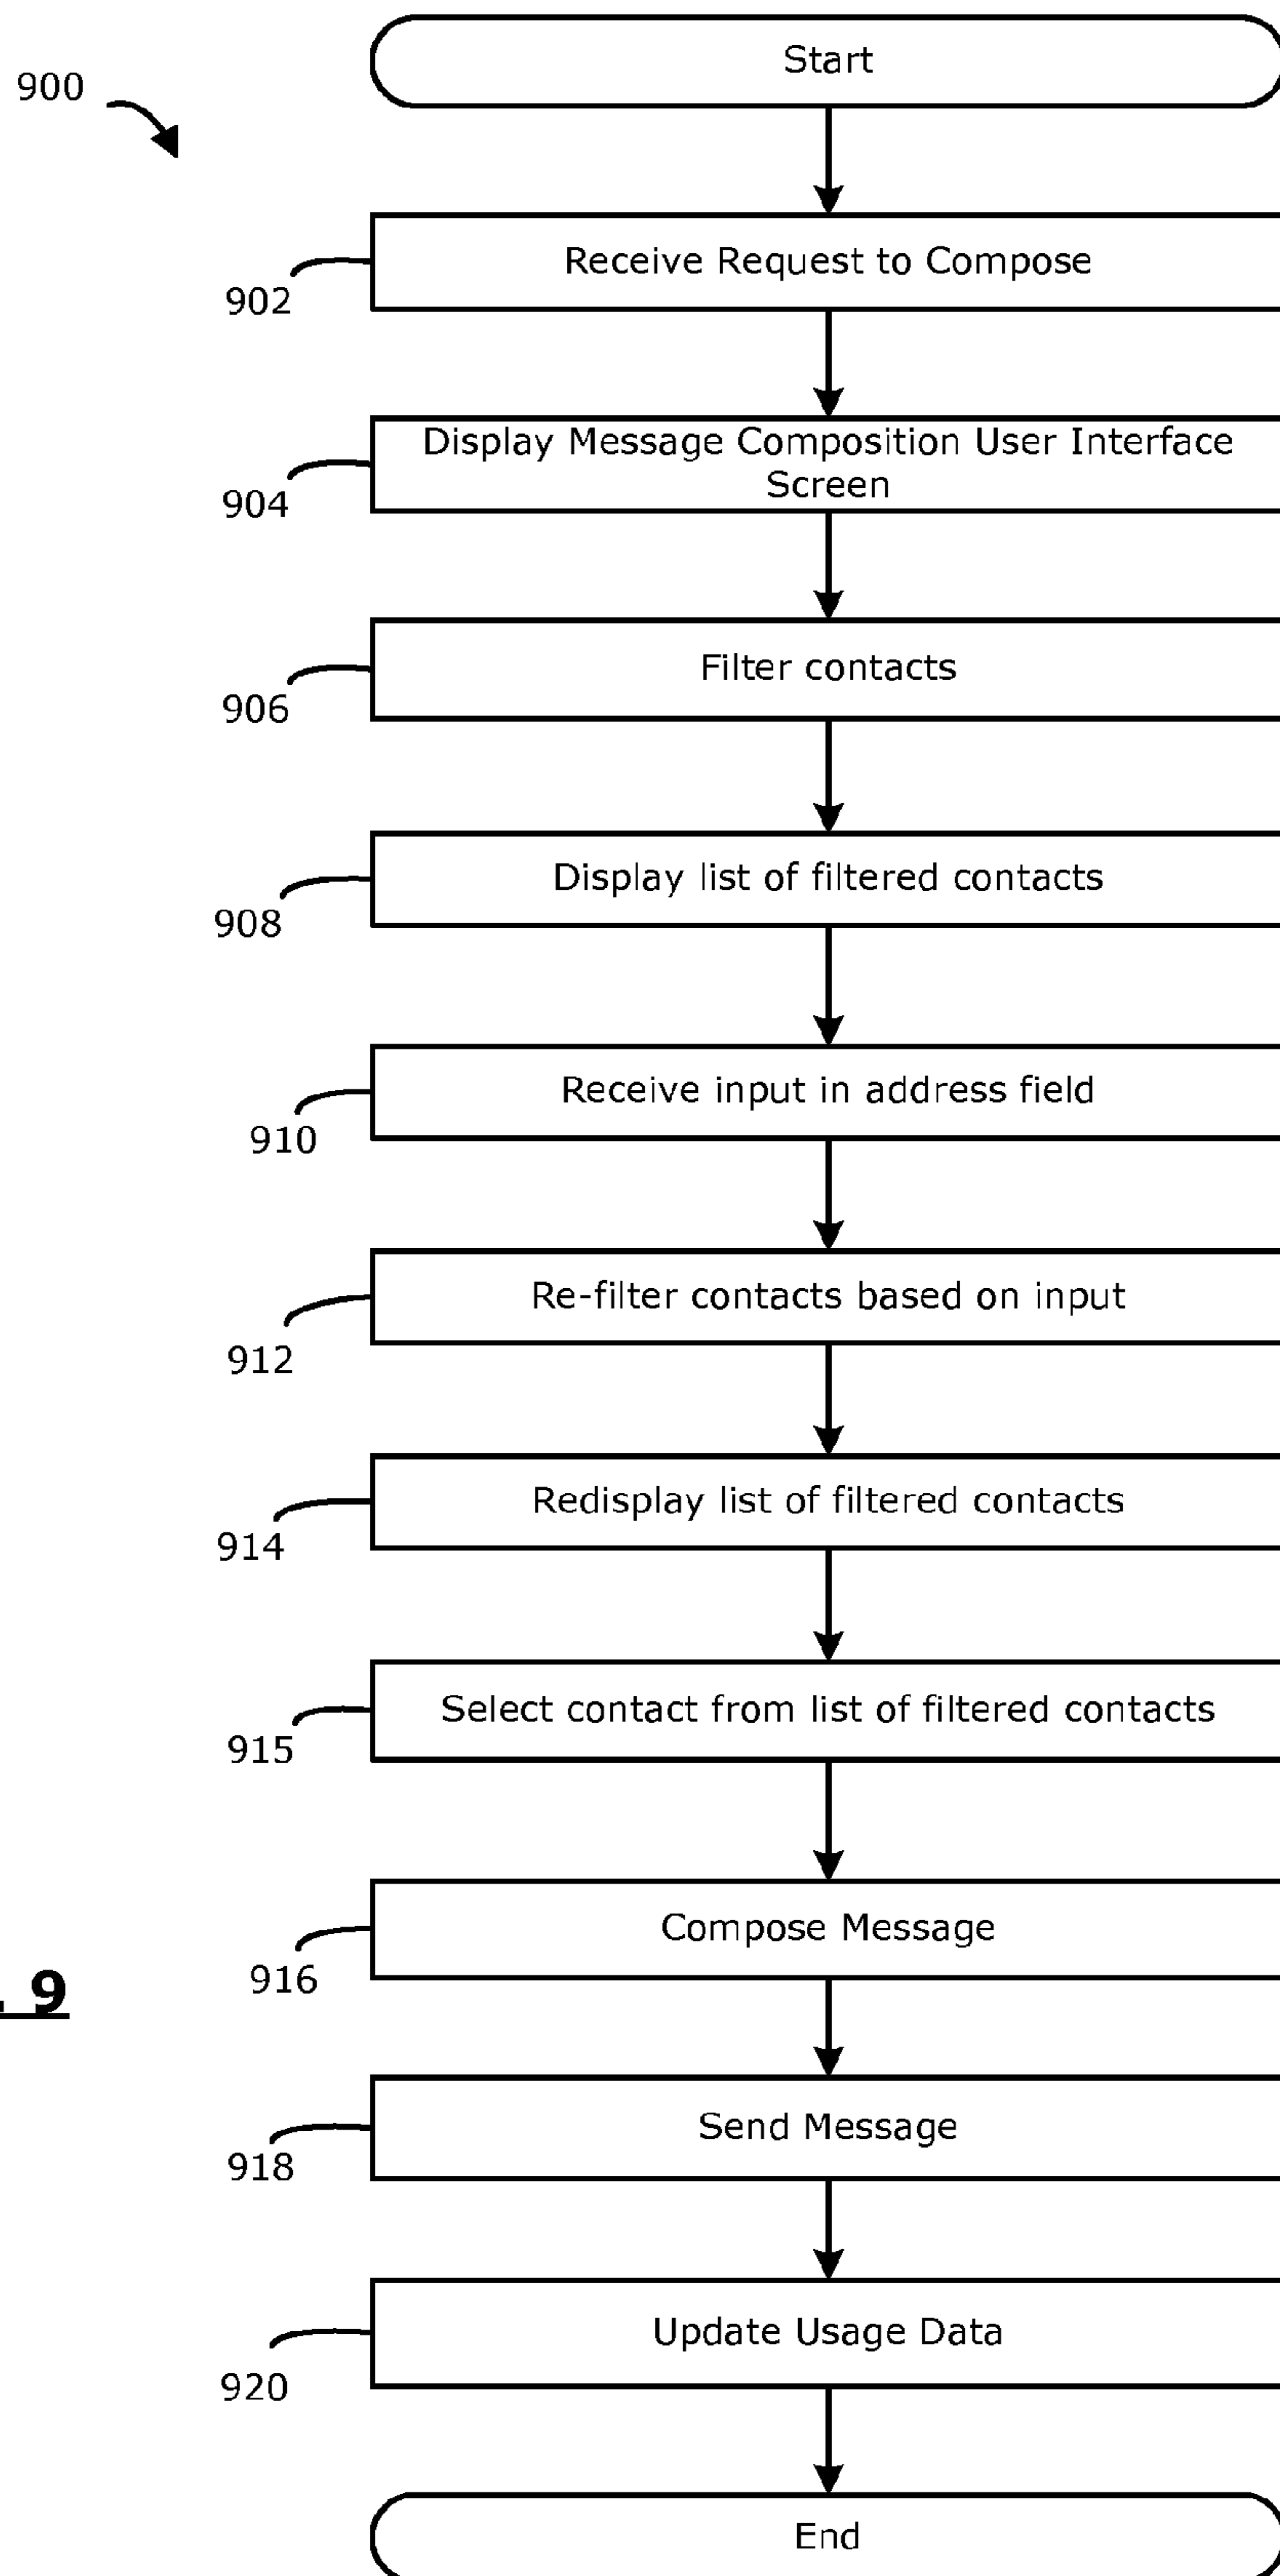 Start
900
Receive Request to Compose
902
Display Message Composition User Interface
Screen
904
Filter contacts
906
Display list of filtered contacts
908
Receive input in address field
910
Re-filter contacts based on input
912
Redisplay list of filtered contacts
914
Select contact from list of filtered contacts
915
Compose Message
916
. 9
Send Message
918
Update Usage Data
920
End